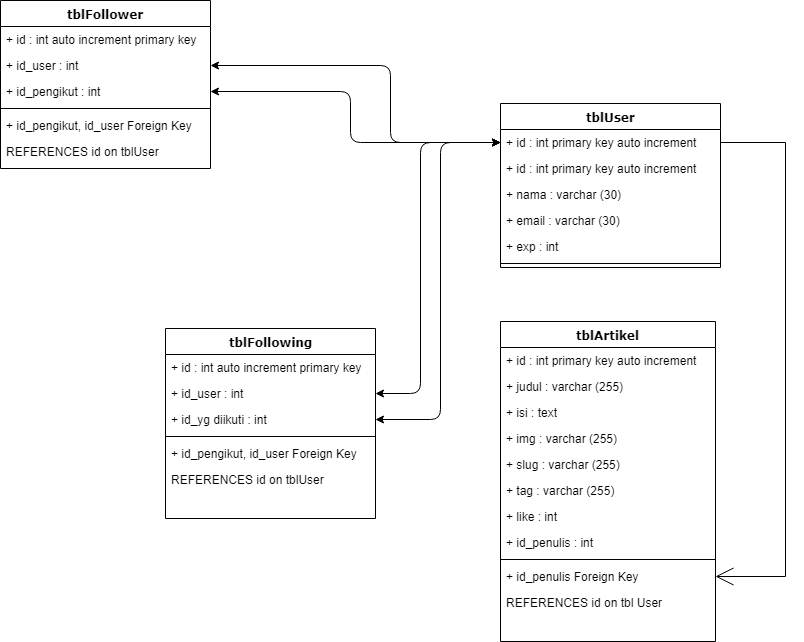 tblFollower
+ id : int auto increment primary key
+ id_user : int
+ id_pengikut : int
+ id_pengikut, id_user Foreign Key
REFERENCES id on tblUser
tblUser
+ id : int primary key auto increment
+ id : int primary key auto increment
+ nama : varchar (30)
+ email : varchar (30)
+ exp : int
tblFollowing
+ id : int auto increment primary key
+ id_user : int
+ id_yg diikuti : int
+ id_pengikut, id_user Foreign Key
REFERENCES id on tblUser
tblArtikel
+ id : int primary key auto increment
+ judul : varchar (255)
+ isi : text
+ img : varchar (255)
+ slug : varchar (255)
+ tag : varchar (255)
+ like : int
+ id_penulis : int
+ id_penulis Foreign Key
REFERENCES id on tbl User